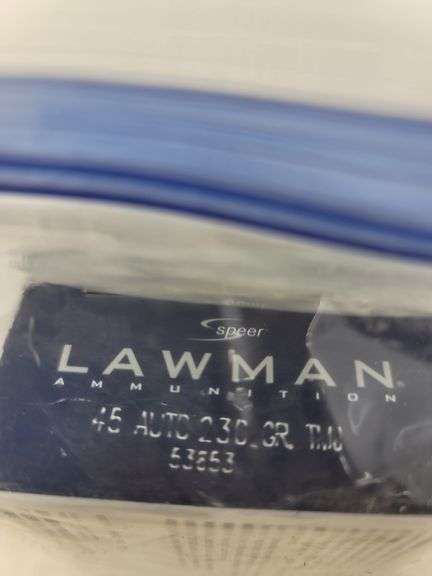 speer
LAWMAN®
AMMUNITION
45 AUTO 230 GR. TMJ
53653